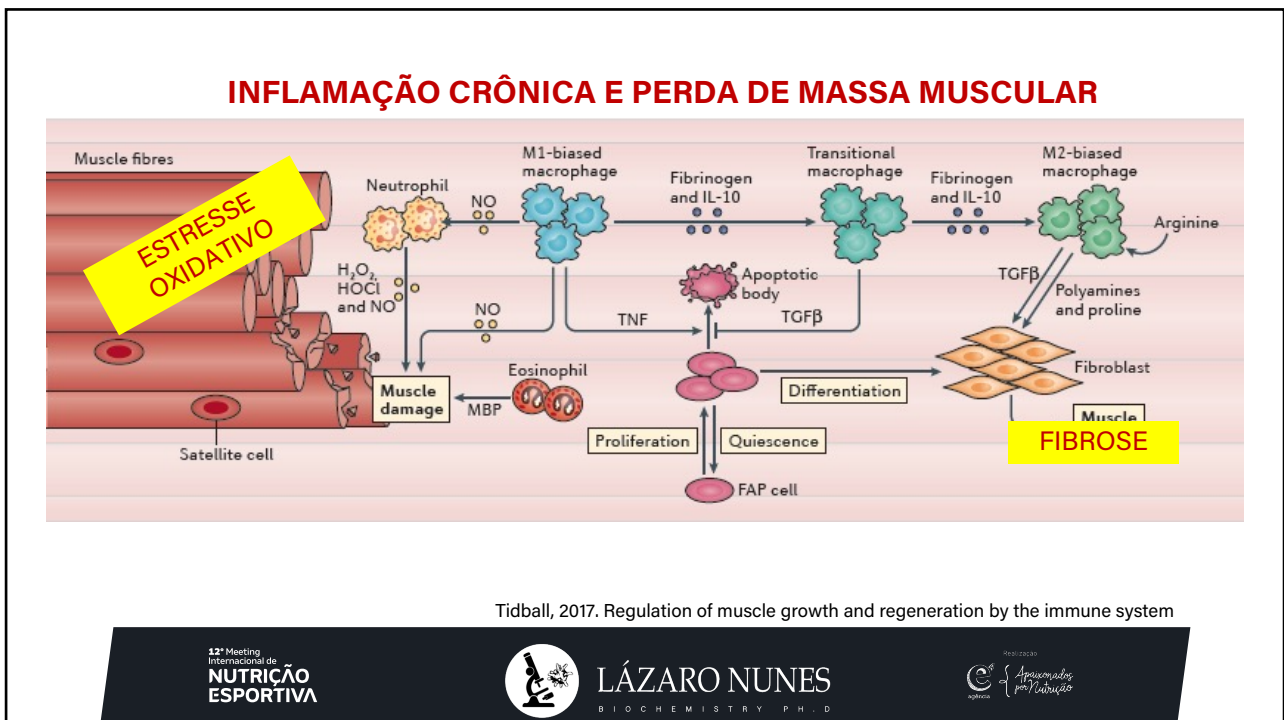 INFLAMAÇÃO CRÔNICA E PERDA DE MASSA MUSCULAR
Muscle fibres
ESTRESSE
OXIDATIVO
Satellite cell
Neutrophil
NO
M1-biased
macrophage
Fibrinogen
and IL-10
Transitional
macrophage
Fibrinogen
and IL-10
M2-biased
macrophage
Arginine
H₂O₂,
HOCl
and NO
NO
TNF
Apoptotic
body
TGFβ
TGFβ
Polyamines
and proline
Muscle
damage
MBP
Eosinophil
Differentiation
Fibroblast
Proliferation
Quiescence
FAP cell
Muscle
FIBROSE
Tidball, 2017. Regulation of muscle growth and regeneration by the immune system
12º Meeting
Internacional de
NUTRIÇÃO
ESPORTIVA
LÁZARO NUNES
BIOCHEMISTRY PH.D
Realização
agência
Apaixonados
por Nutrição